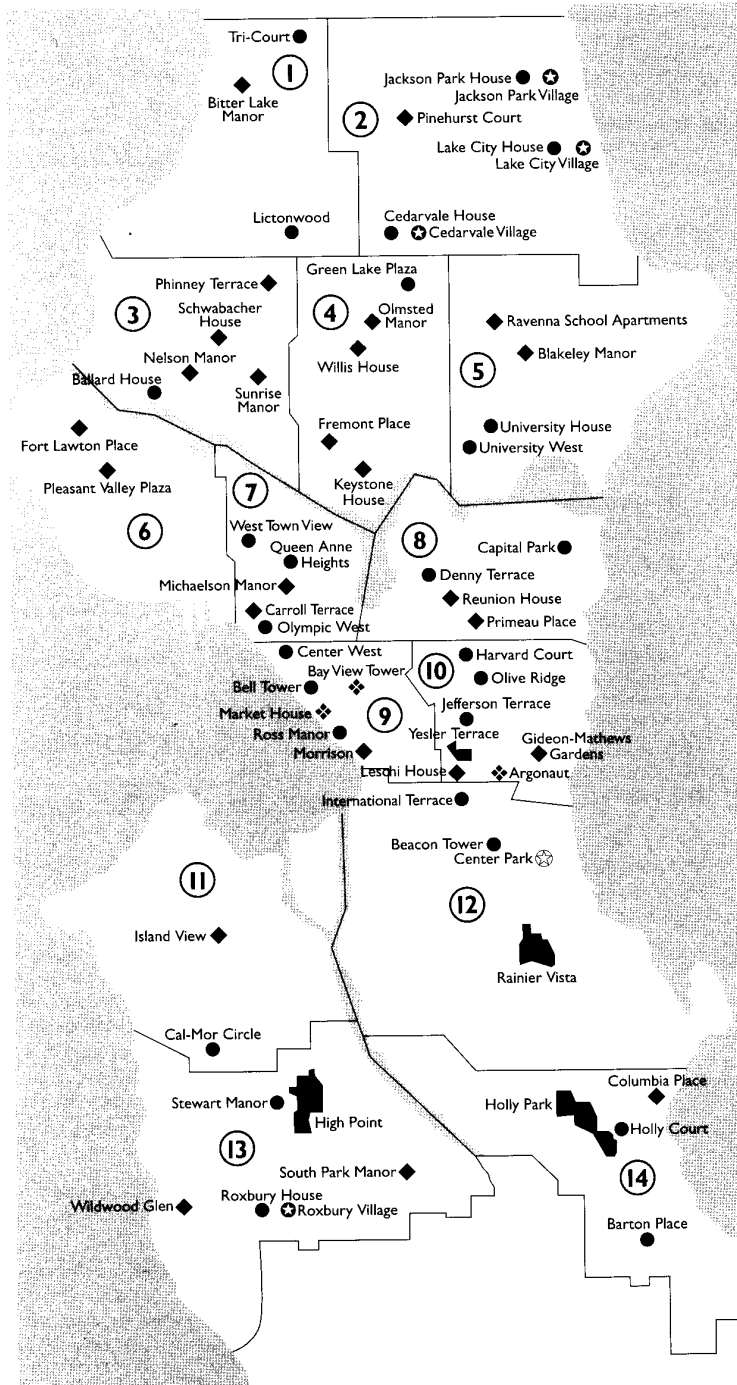 Tri-Court
1
Bitter Lake
Manor
Jackson Park House
Jackson Park Village
2
Pinehurst Court
Lake City House
Lake City Village
Lictonwood
Cedarvale House
Cedarvale Village
Phinney Terrace
3
Schwabacher
House
Nelson Manor
Ballard House
Sunrise
Manor
Green Lake Plaza
4
Olmsted
Manor
Willis House
Fremont Place
Keystone
House
Ravenna School Apartments
Blakeley Manor
5
University House
University West
Fort Lawton Place
Pleasant Valley Plaza
6
7
West Town View
Queen Anne
Heights
Michaelson Manor
Carroll Terrace
Olympic West
8
Capital Park
Denny Terrace
Reunion House
Primeau Place
Center West
Bay View Tower
Bell Tower
Market House
9
Ross Manor
Morrison
10
Harvard Court
Olive Ridge
Jefferson Terrace
Yesler Terrace
Gideon-Mathews
Gardens
Leschi House
Argonaut
International Terrace
Beacon Tower
Center Park
11
12
Island View
Rainier Vista
Cal-Mor Circle
Stewart Manor
High Point
13
South Park Manor
Wildwood Glen
Roxbury House
Roxbury Village
Columbia Place
Holly Park
Holly Court
14
Barton Place